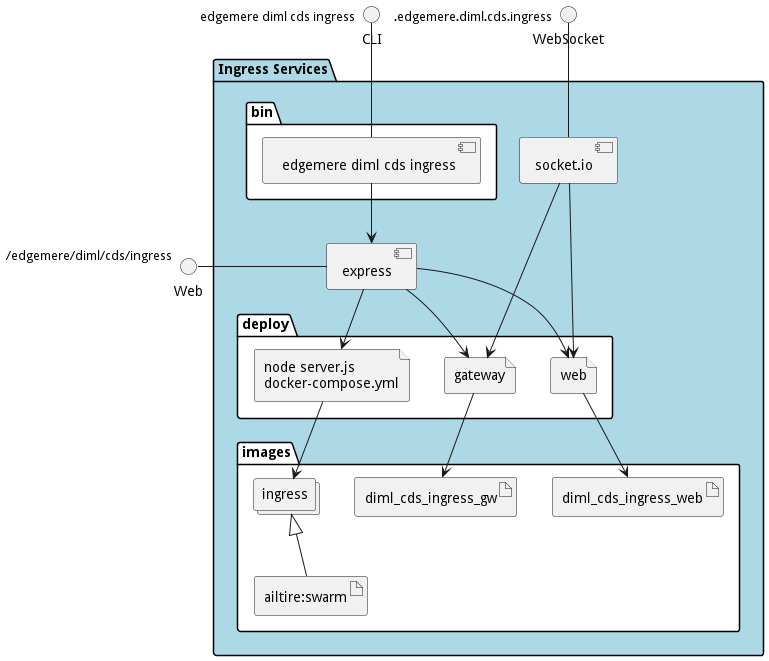 edgemere diml cds ingress
.edgemere.diml.cds.ingress
CLI
WebSocket
Ingress Services
bin
edgemere diml cds ingress
socket.io
/edgemere/diml/cds/ingress
express
Web
deploy
node server.js
docker-compose.yml
gateway
web
images
ingress
diml_cds_ingress_gw
diml_cds_ingress_web
ailtire:swarm